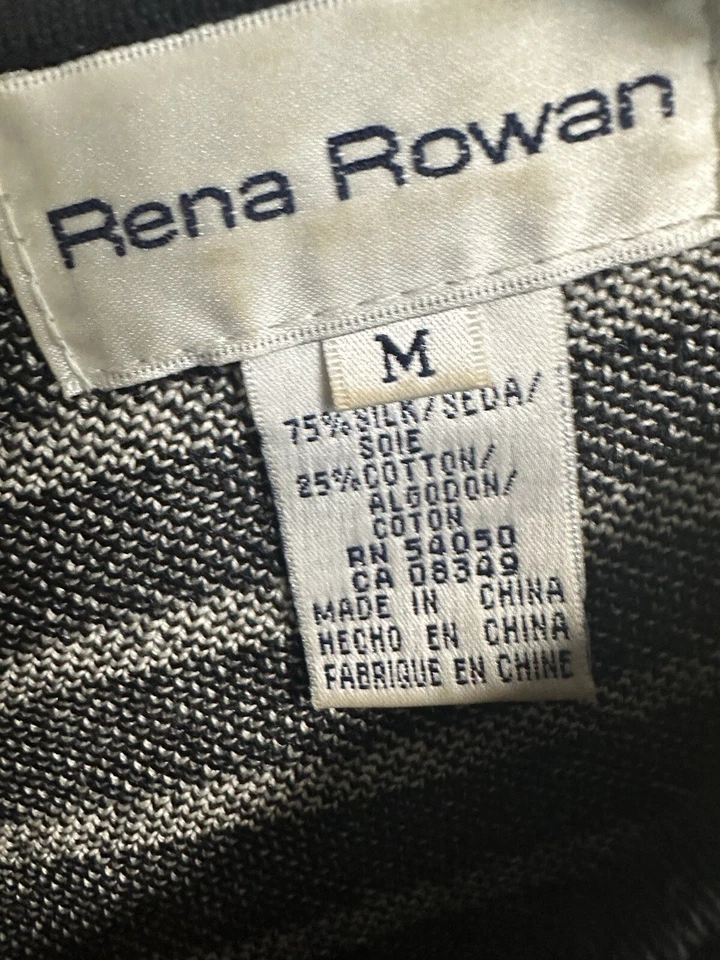 Rena Rowan
M
75% SILK/SEDA/
SOIE
25% COTTON/
ALGODON/
COTON
RN 54050
CA 08349
MADE IN CHINA
HECHO EN CHINA
FABRIQUE EN CHINE